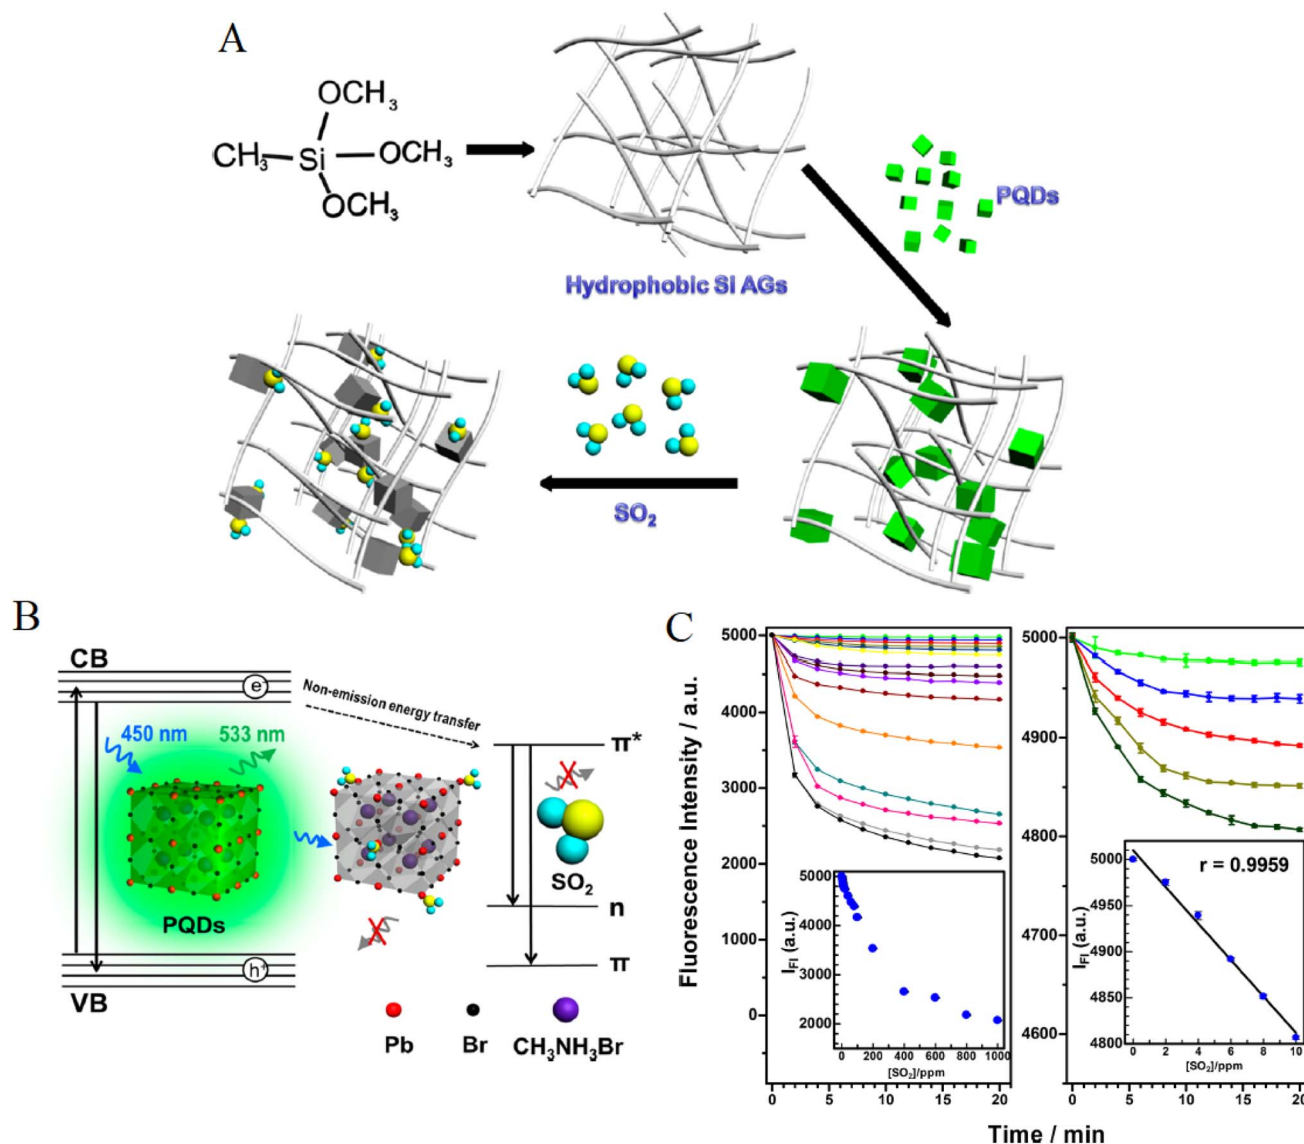 A
OCH₃
CH₃ Si OCH₃
OCH₃
PQDs
Hydrophobic Si AGs
SO₂
B
CB
e⁻
Non-emission energy transfer
450 nm
533 nm
π*
SO₂
PQDs
n
π
h⁺
VB
Pb Br CH₃NH₃Br
C
Fluorescence Intensity / a.u.
5000
4000
3000
2000
1000
0
I_FI (a.u.)
5000
4000
3000
2000
0 200 400 600 800 1000
[SO₂]/ppm
0 5 10 15 20
5000
4900
4800
4700
4600
r = 0.9959
I_FI (a.u.)
5000
4950
4900
4850
4800
0 2 4 6 8 10
[SO₂]/ppm
0 5 10 15 20
Time / min